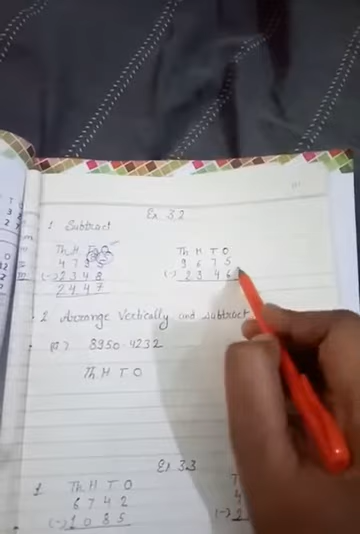 Ex 3.2
1 Subtract
Th H T O
4 7 9 5
(-) 2 3 4 8
2 4 4 7
Th H T O
9 6 7 5
(-) 2 3 4 6
2 Arrange Vertically and subtract
(a) 8950-4232
Th H T O
Ex 3.3
1 Th H T O
6 7 4 2
(-) 1 0 3 5